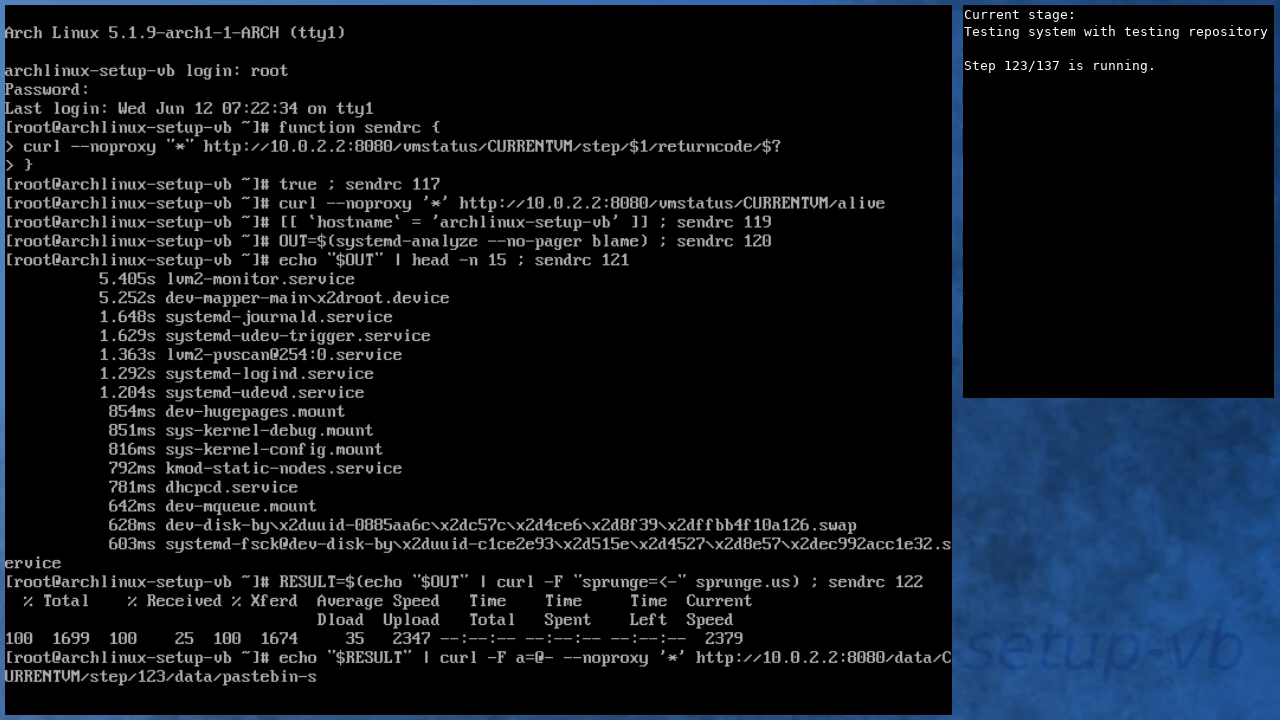 Arch Linux 5.1.9-arch1-1-ARCH (tty1)
archlinux-setup-vb login: root
Password:
Last login: Wed Jun 12 07:22:34 on tty1
[root@archlinux-setup-vb ~]# function sendrc {
> curl --noproxy "*" http://10.0.2.2:8080/vmstatus/CURRENTVM/step/$1/returncode/$?
> }
[root@archlinux-setup-vb ~]# true ; sendrc 117
[root@archlinux-setup-vb ~]# curl --noproxy '*' http://10.0.2.2:8080/vmstatus/CURRENTVM/alive
[root@archlinux-setup-vb ~]# [[ `hostname` = 'archlinux-setup-vb' ]] ; sendrc 119
[root@archlinux-setup-vb ~]# OUT=$(systemd-analyze --no-pager blame) ; sendrc 120
[root@archlinux-setup-vb ~]# echo "$OUT" | head -n 15 ; sendrc 121
5.405s lvm2-monitor.service
5.252s dev-mapper-main\x2droot.device
1.648s systemd-journald.service
1.629s systemd-udev-trigger.service
1.363s lvm2-pvscan@254:0.service
1.292s systemd-logind.service
1.204s systemd-udevd.service
854ms dev-hugepages.mount
851ms sys-kernel-debug.mount
816ms sys-kernel-config.mount
792ms kmod-static-nodes.service
781ms dhcpcd.service
642ms dev-mqueue.mount
628ms dev-disk-by\x2duuid-0885aa6c\x2dc57c\x2d4ce6\x2d8f39\x2dffbb4f10a126.swap
603ms systemd-fsck@dev-disk-by\x2duuid-c1ce2e93\x2d515e\x2d4527\x2d8e57\x2dec992acc1e32.s
ervice
[root@archlinux-setup-vb ~]# RESULT=$(echo "$OUT" | curl -F "sprunge=<-" sprunge.us) ; sendrc 122
% Total % Received % Xferd Average Speed Time Time Time Current
Dload Upload Total Spent Left Speed
100 1699 100 25 100 1674 35 2347 --:--:-- --:--:-- --:--:-- 2379
[root@archlinux-setup-vb ~]# echo "$RESULT" | curl -F a=@- --noproxy '*' http://10.0.2.2:8080/data/C
URRENTVM/step/123/data/pastebin-s
Current stage:
Testing system with testing repository
Step 123/137 is running.
setup-vb